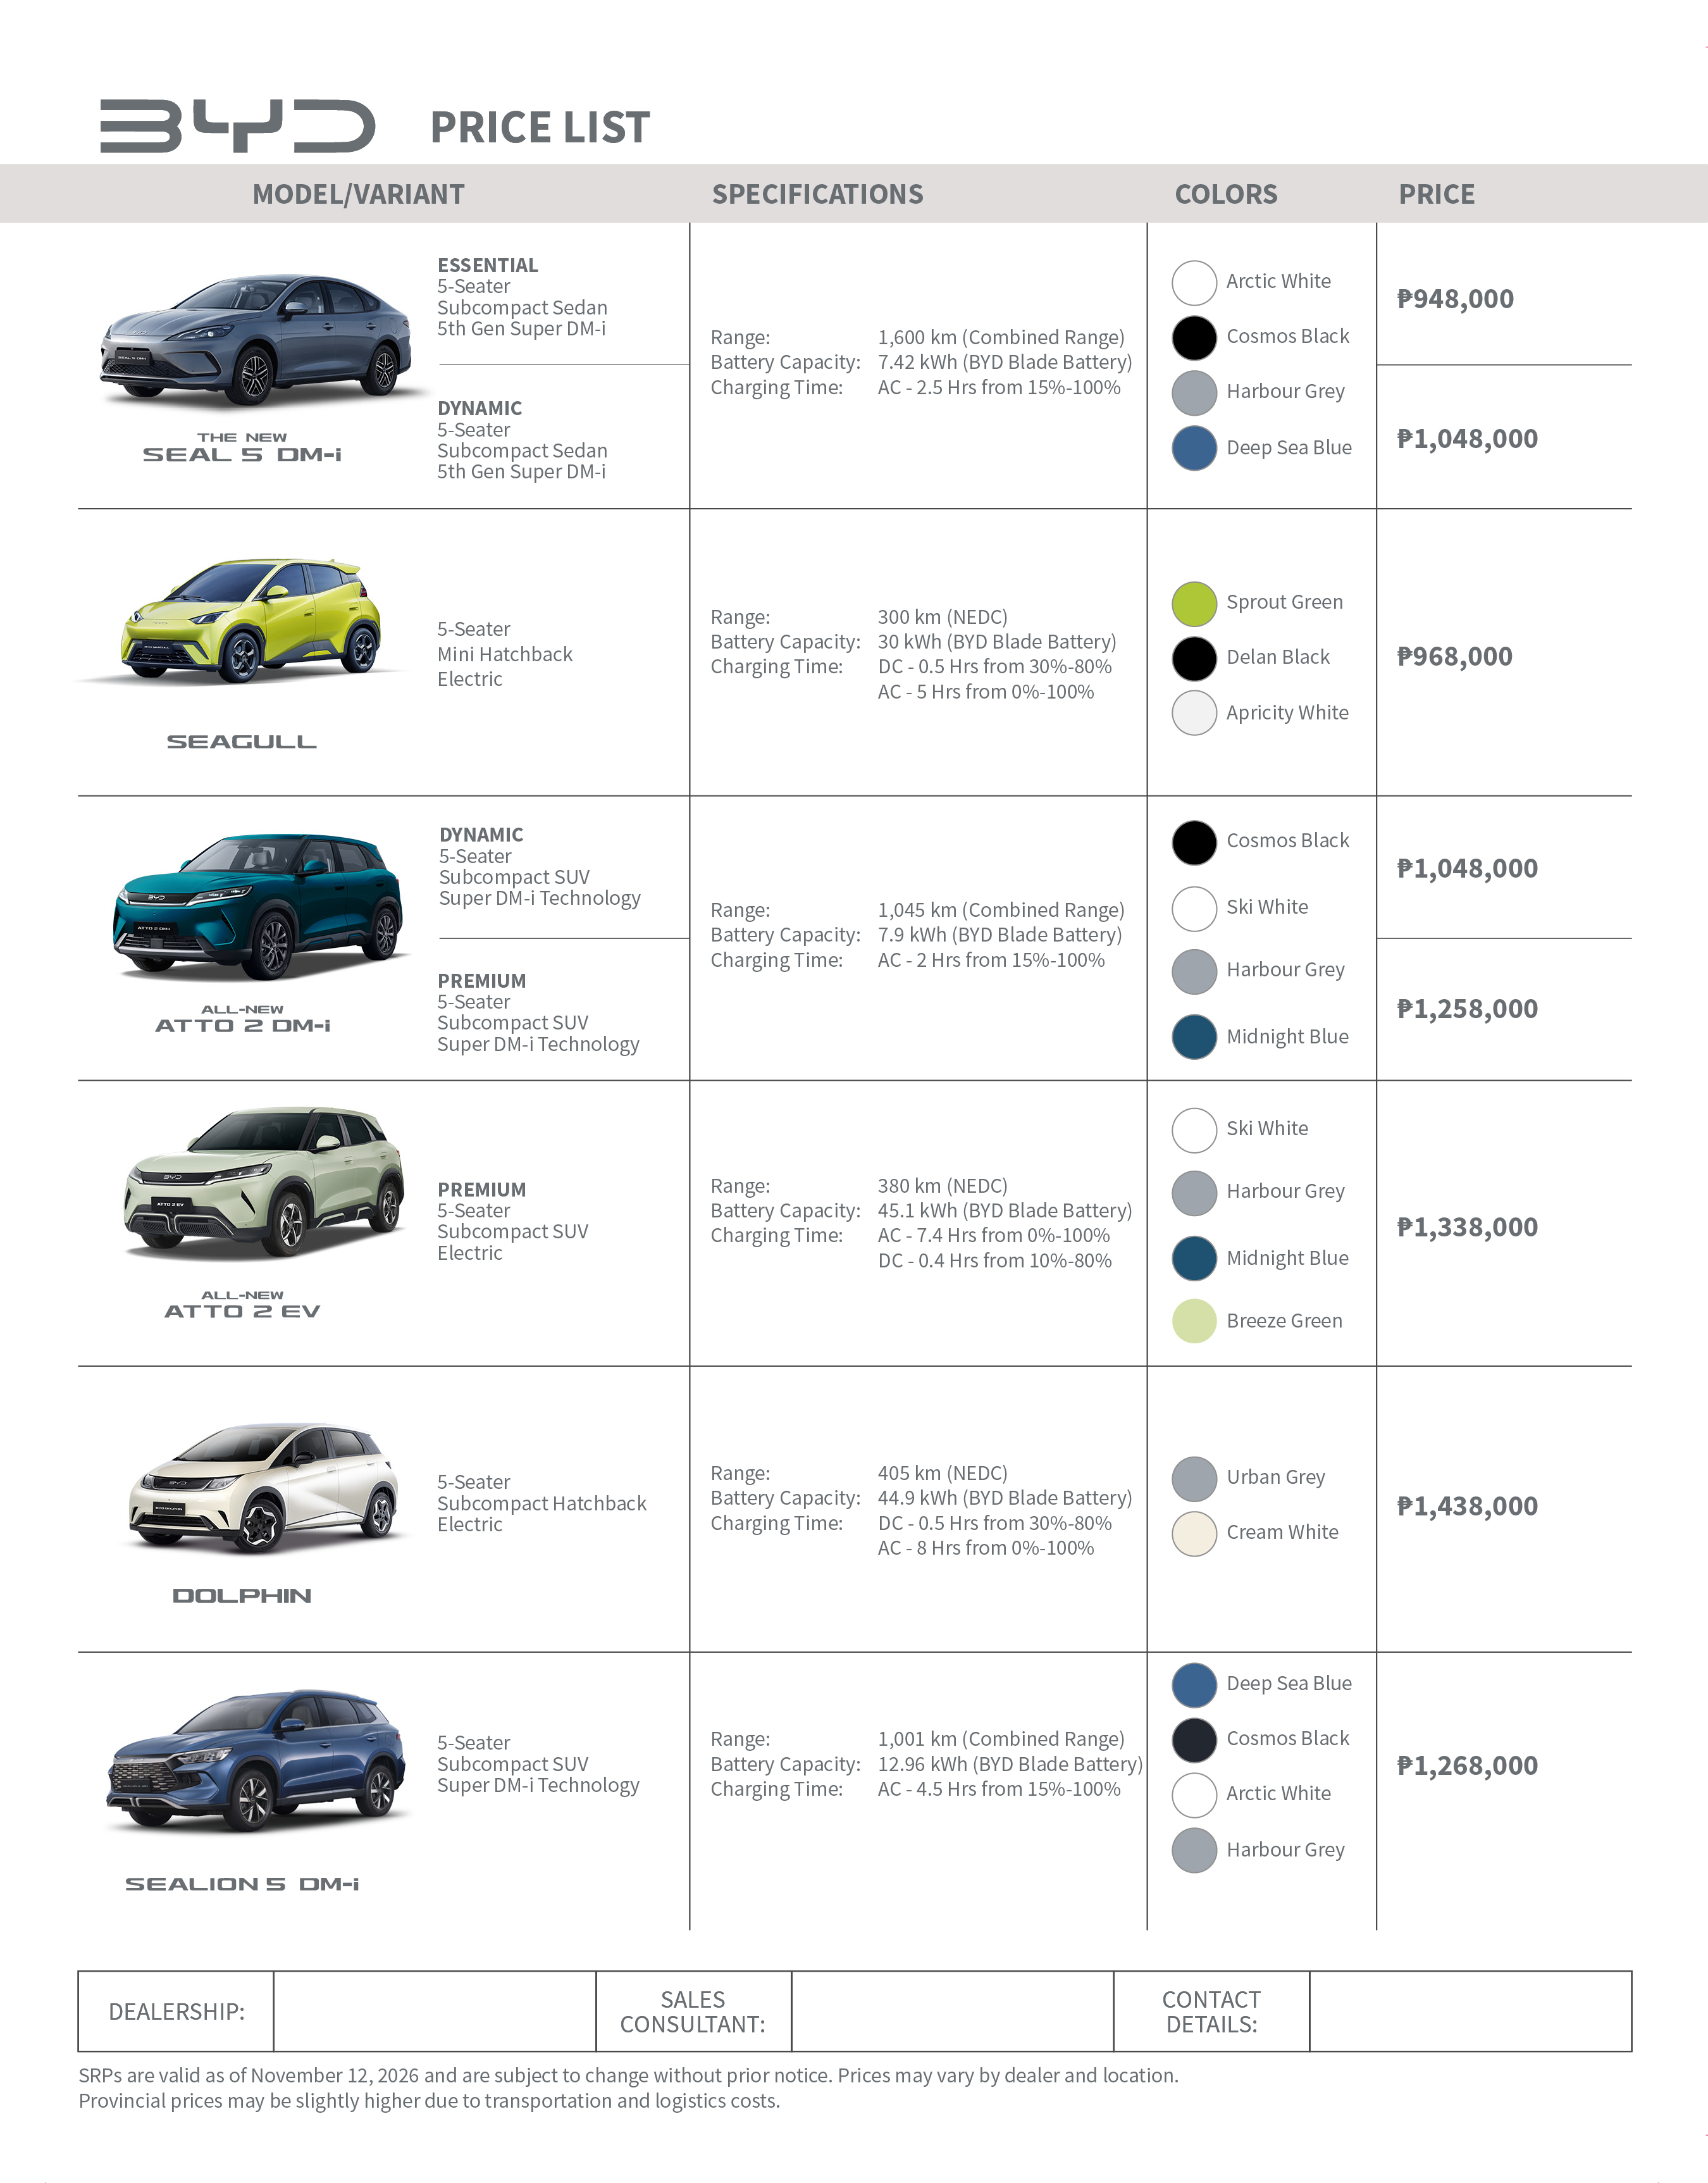 BYD PRICE LIST
MODEL/VARIANT SPECIFICATIONS COLORS PRICE
THE NEW
SEAL 5 DM-i
ESSENTIAL
5-Seater
Subcompact Sedan
5th Gen Super DM-i
DYNAMIC
5-Seater
Subcompact Sedan
5th Gen Super DM-i
Range: 1,600 km (Combined Range)
Battery Capacity: 7.42 kWh (BYD Blade Battery)
Charging Time: AC - 2.5 Hrs from 15%-100%
Arctic White
Cosmos Black
Harbour Grey
Deep Sea Blue
₱948,000
₱1,048,000
SEAGULL
5-Seater
Mini Hatchback
Electric
Range: 300 km (NEDC)
Battery Capacity: 30 kWh (BYD Blade Battery)
Charging Time: DC - 0.5 Hrs from 30%-80%
AC - 5 Hrs from 0%-100%
Sprout Green
Delan Black
Apricity White
₱968,000
ATTO 2 DM-i
ALL-NEW
ATTO 2 DM-i
DYNAMIC
5-Seater
Subcompact SUV
Super DM-i Technology
PREMIUM
5-Seater
Subcompact SUV
Super DM-i Technology
Range: 1,045 km (Combined Range)
Battery Capacity: 7.9 kWh (BYD Blade Battery)
Charging Time: AC - 2 Hrs from 15%-100%
Cosmos Black
Ski White
Harbour Grey
Midnight Blue
₱1,048,000
₱1,258,000
BYD
ATTO 2 EV
ALL-NEW
ATTO 2 EV
PREMIUM
5-Seater
Subcompact SUV
Electric
Range: 380 km (NEDC)
Battery Capacity: 45.1 kWh (BYD Blade Battery)
Charging Time: AC - 7.4 Hrs from 0%-100%
DC - 0.4 Hrs from 10%-80%
Ski White
Harbour Grey
Midnight Blue
Breeze Green
₱1,338,000
DOLPHIN
5-Seater
Subcompact Hatchback
Electric
Range: 405 km (NEDC)
Battery Capacity: 44.9 kWh (BYD Blade Battery)
Charging Time: DC - 0.5 Hrs from 30%-80%
AC - 8 Hrs from 0%-100%
Urban Grey
Cream White
₱1,438,000
SEALION 5 DM-i
5-Seater
Subcompact SUV
Super DM-i Technology
Range: 1,001 km (Combined Range)
Battery Capacity: 12.96 kWh (BYD Blade Battery)
Charging Time: AC - 4.5 Hrs from 15%-100%
Deep Sea Blue
Cosmos Black
Arctic White
Harbour Grey
₱1,268,000
DEALERSHIP:
SALES
CONSULTANT:
CONTACT
DETAILS:
SRPs are valid as of November 12, 2026 and are subject to change without prior notice. Prices may vary by dealer and location.
Provincial prices may be slightly higher due to transportation and logistics costs.